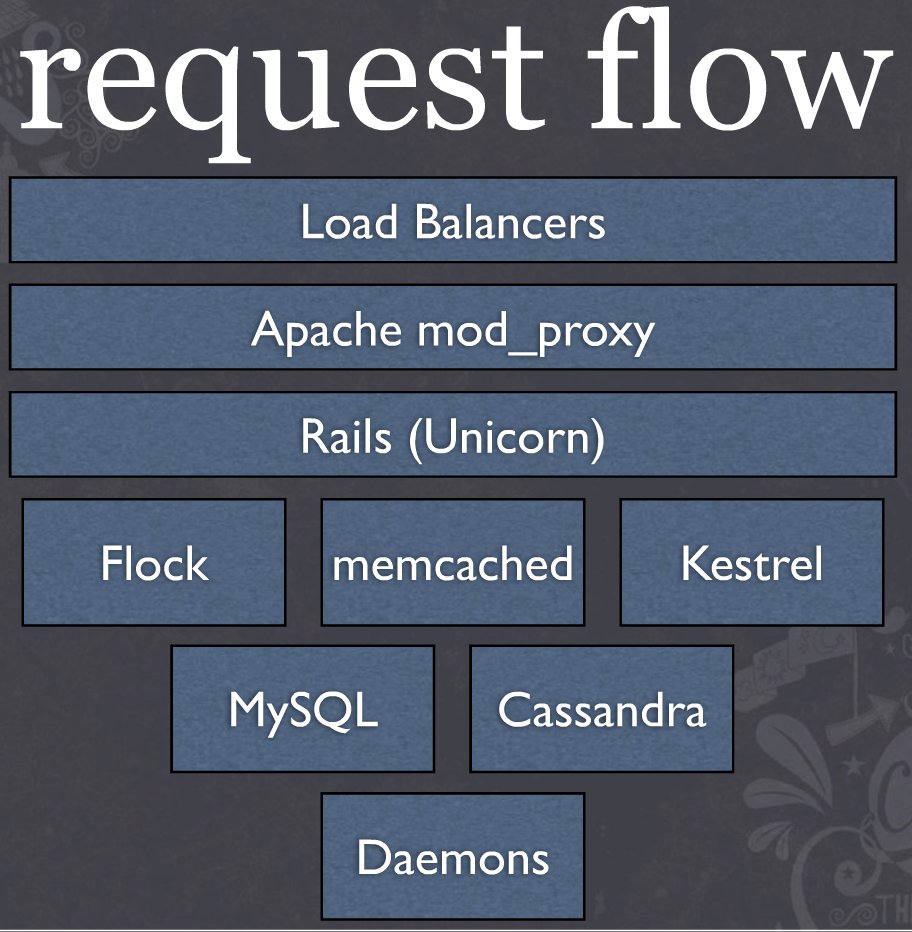 request flow
Load Balancers
Apache mod_proxy
Rails (Unicorn)
Flock
memcached
Kestrel
MySQL
Cassandra
Daemons